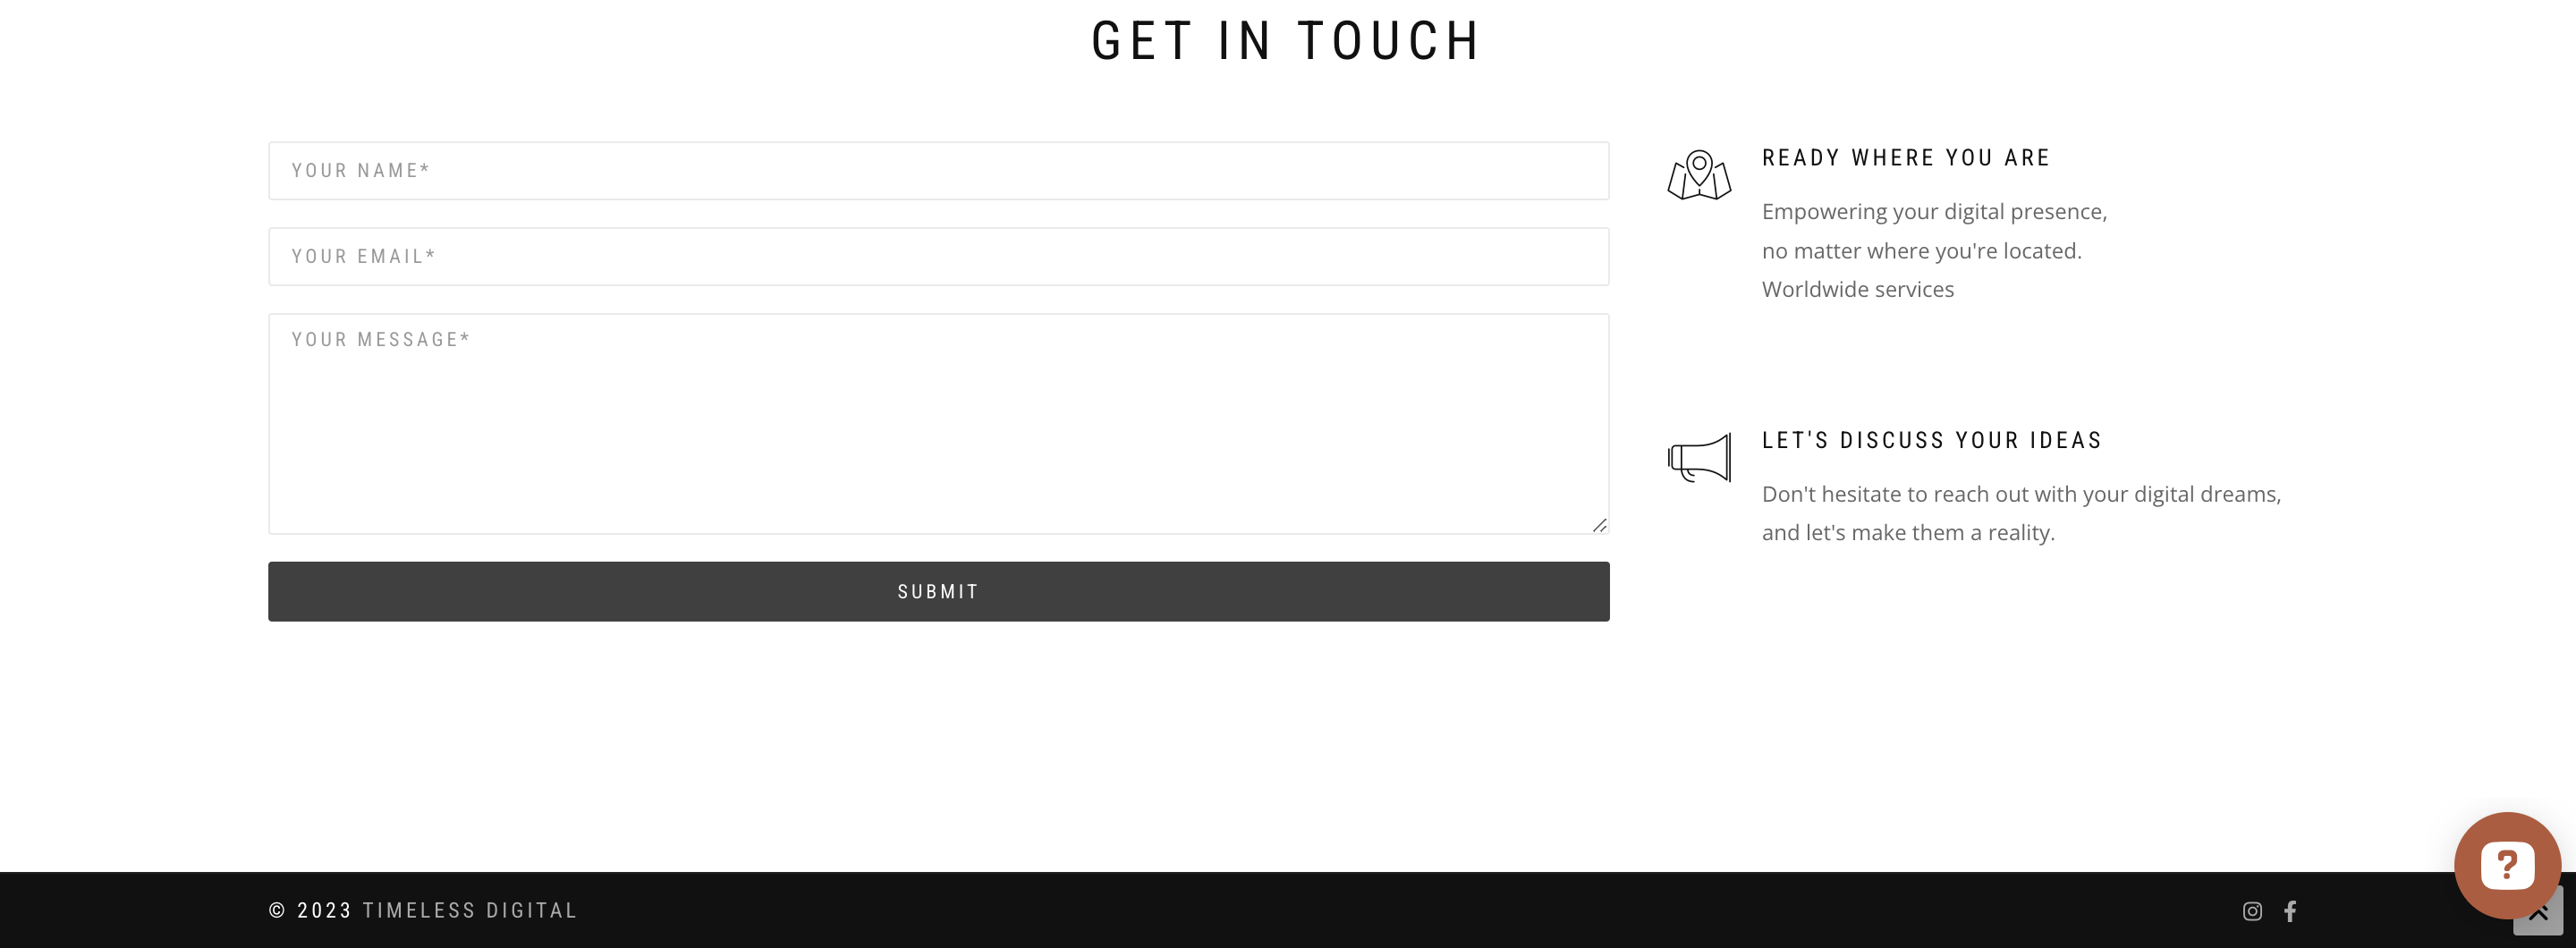 GET IN TOUCH
YOUR NAME*
YOUR EMAIL*
YOUR MESSAGE*
SUBMIT
READY WHERE YOU ARE
Empowering your digital presence,
no matter where you're located.
Worldwide services
LET'S DISCUSS YOUR IDEAS
Don't hesitate to reach out with your digital dreams,
and let's make them a reality.
© 2023 TIMELESS DIGITAL
?